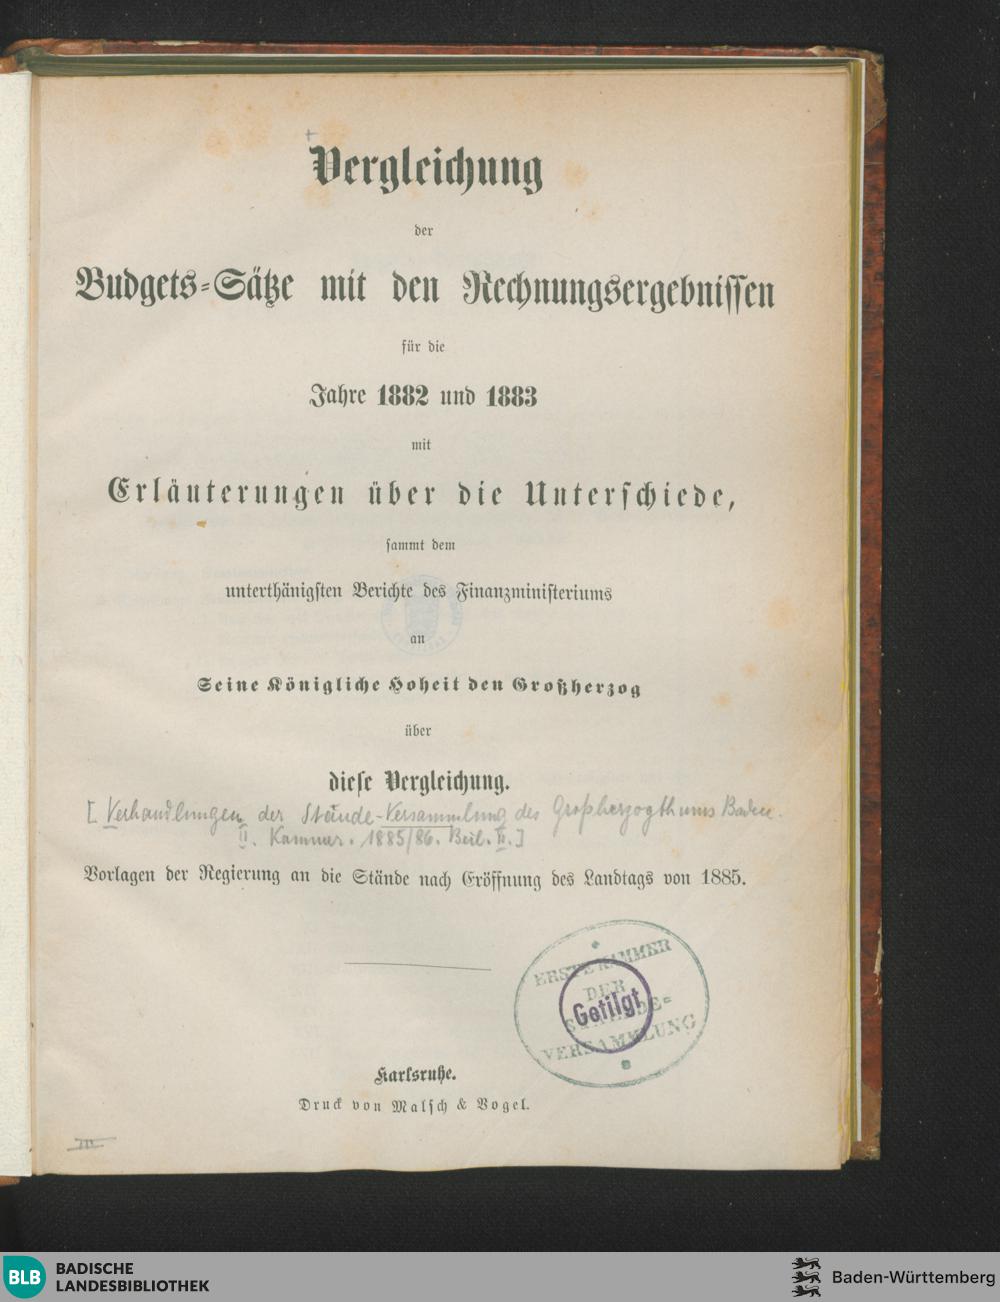 Vergleichung
der
Budgets-Sätze mit den Rechnungsergebnissen
für die
Jahre 1882 und 1883
mit
Erläuterungen über die Unterschiede,
sammt dem
unterthänigsten Berichte des Finanzministeriums
an
Seine Königliche Hoheit den Großherzog
über
diese Vergleichung.
[Verhandlungen der Stände-Versammlung des Großherzogthums Baden.
II. Kammer. 1885/86. Beil. II.]
Vorlagen der Regierung an die Stände nach Eröffnung des Landtags von 1885.
ERSTE KAMMER
DER
STAENDE=
VERSAMMLUNG
Getilgt
Karlsruhe.
Druck von Malsch & Vogel.
III
BLB BADISCHE
LANDESBIBLIOTHEK
Baden-Württemberg